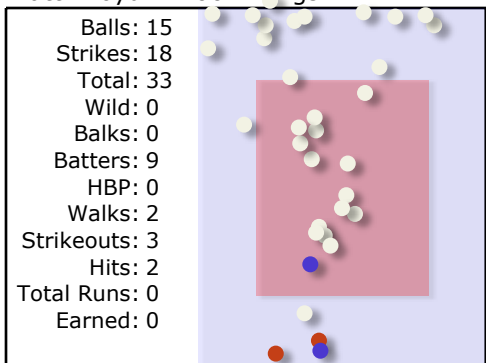 Balls: 15
Strikes: 18
Total: 33
Wild: 0
Balks: 0
Batters: 9
HBP: 0
Walks: 2
Strikeouts: 3
Hits: 2
Total Runs: 0
Earned: 0